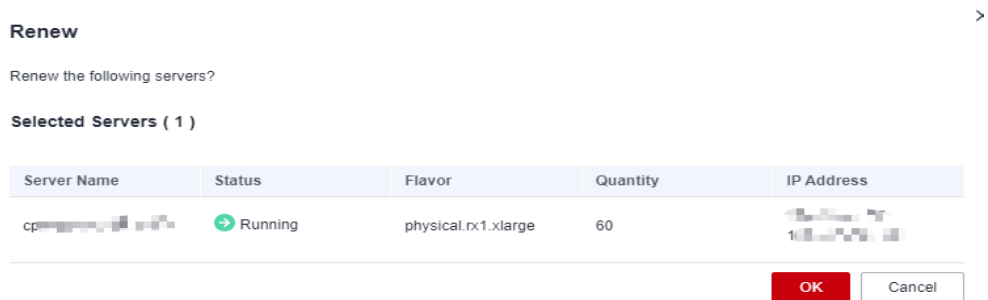 Renew
Renew the following servers?
Selected Servers ( 1 )
Server Name Status Flavor Quantity IP Address
Running physical.rx1.xlarge 60
OK Cancel